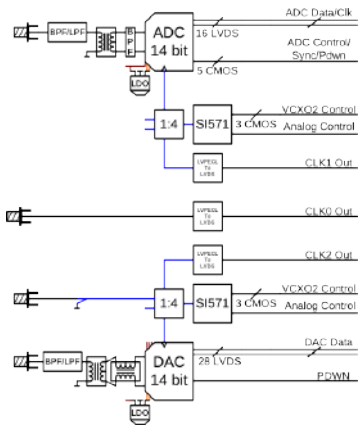 ADC Data/Clk
BPF/LPF
B
P
F
ADC
14 bit
16 LVDS
ADC Control/
Sync/Pdwn
5 CMOS
LDO
VCXO2 Control
1:4
SI571
3 CMOS
Analog Control
LVPECL
To
LVDS
CLK1 Out
LVPECL
To
LVDS
CLK0 Out
LVPECL
To
LVDS
CLK2 Out
VCXO2 Control
1:4
SI571
3 CMOS
Analog Control
DAC Data
BPF/LPF
DAC
14 bit
28 LVDS
PDWN
LDO